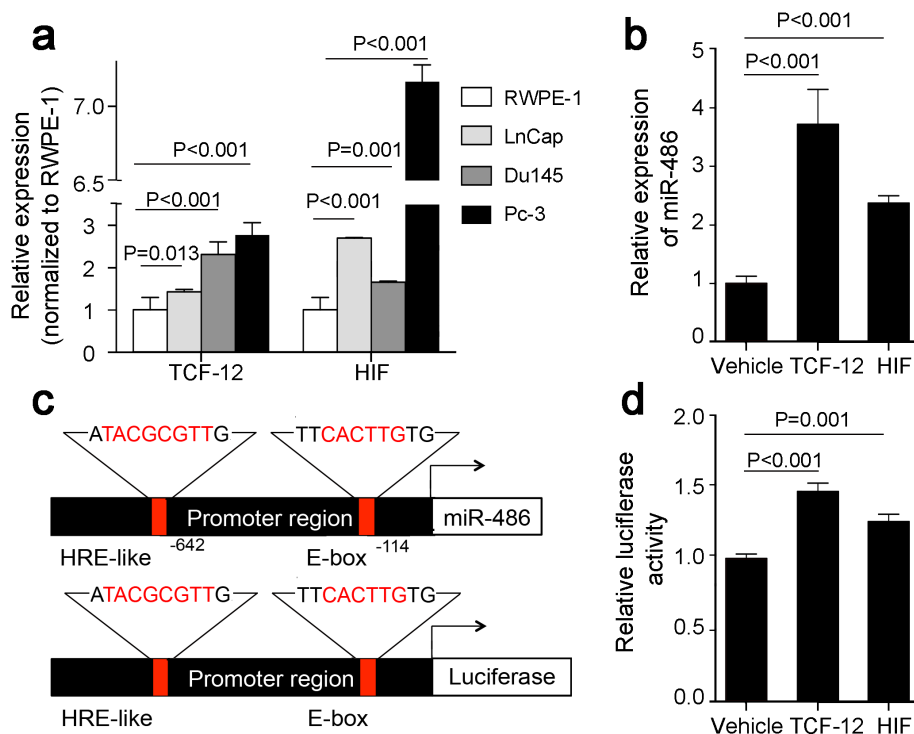 a
Relative expression
(normalized to RWPE-1)
7.0
6.5
3
2
1
0
P<0.001
P<0.001
P=0.013
P<0.001
P=0.001
P<0.001
TCF-12
HIF
RWPE-1
LnCap
Du145
Pc-3
b
Relative expression
of miR-486
5
4
3
2
1
0
P<0.001
P<0.001
Vehicle TCF-12 HIF
c
ATACGCGTTG
TTCACTTGTG
Promoter region
miR-486
HRE-like
-642
E-box
-114
ATACGCGTTG
TTCACTTGTG
Promoter region
Luciferase
HRE-like
E-box
d
Relative lucifIerase
activity
2.0
1.5
1.0
0.5
0.0
P=0.001
P<0.001
Vehicle TCF-12 HIF